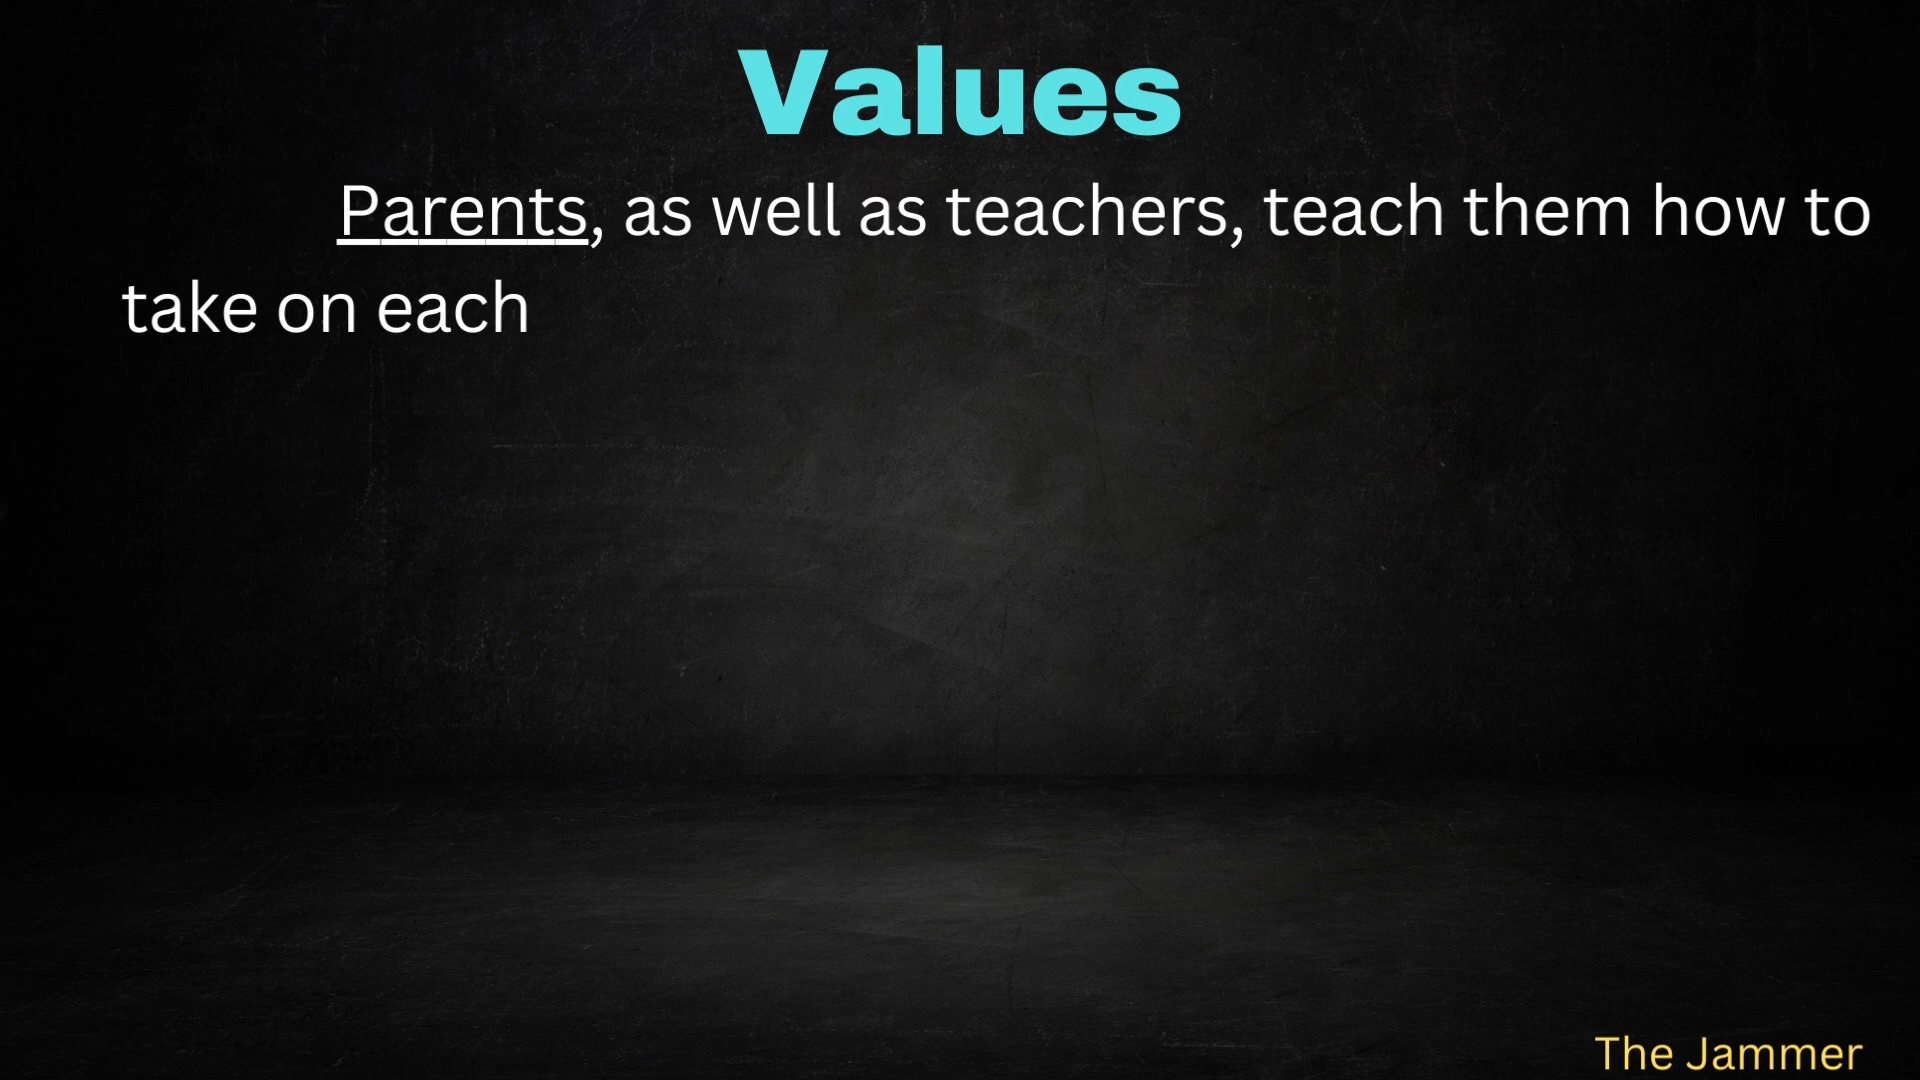 Values
Parents, as well as teachers, teach them how to
take on each
The Jammer